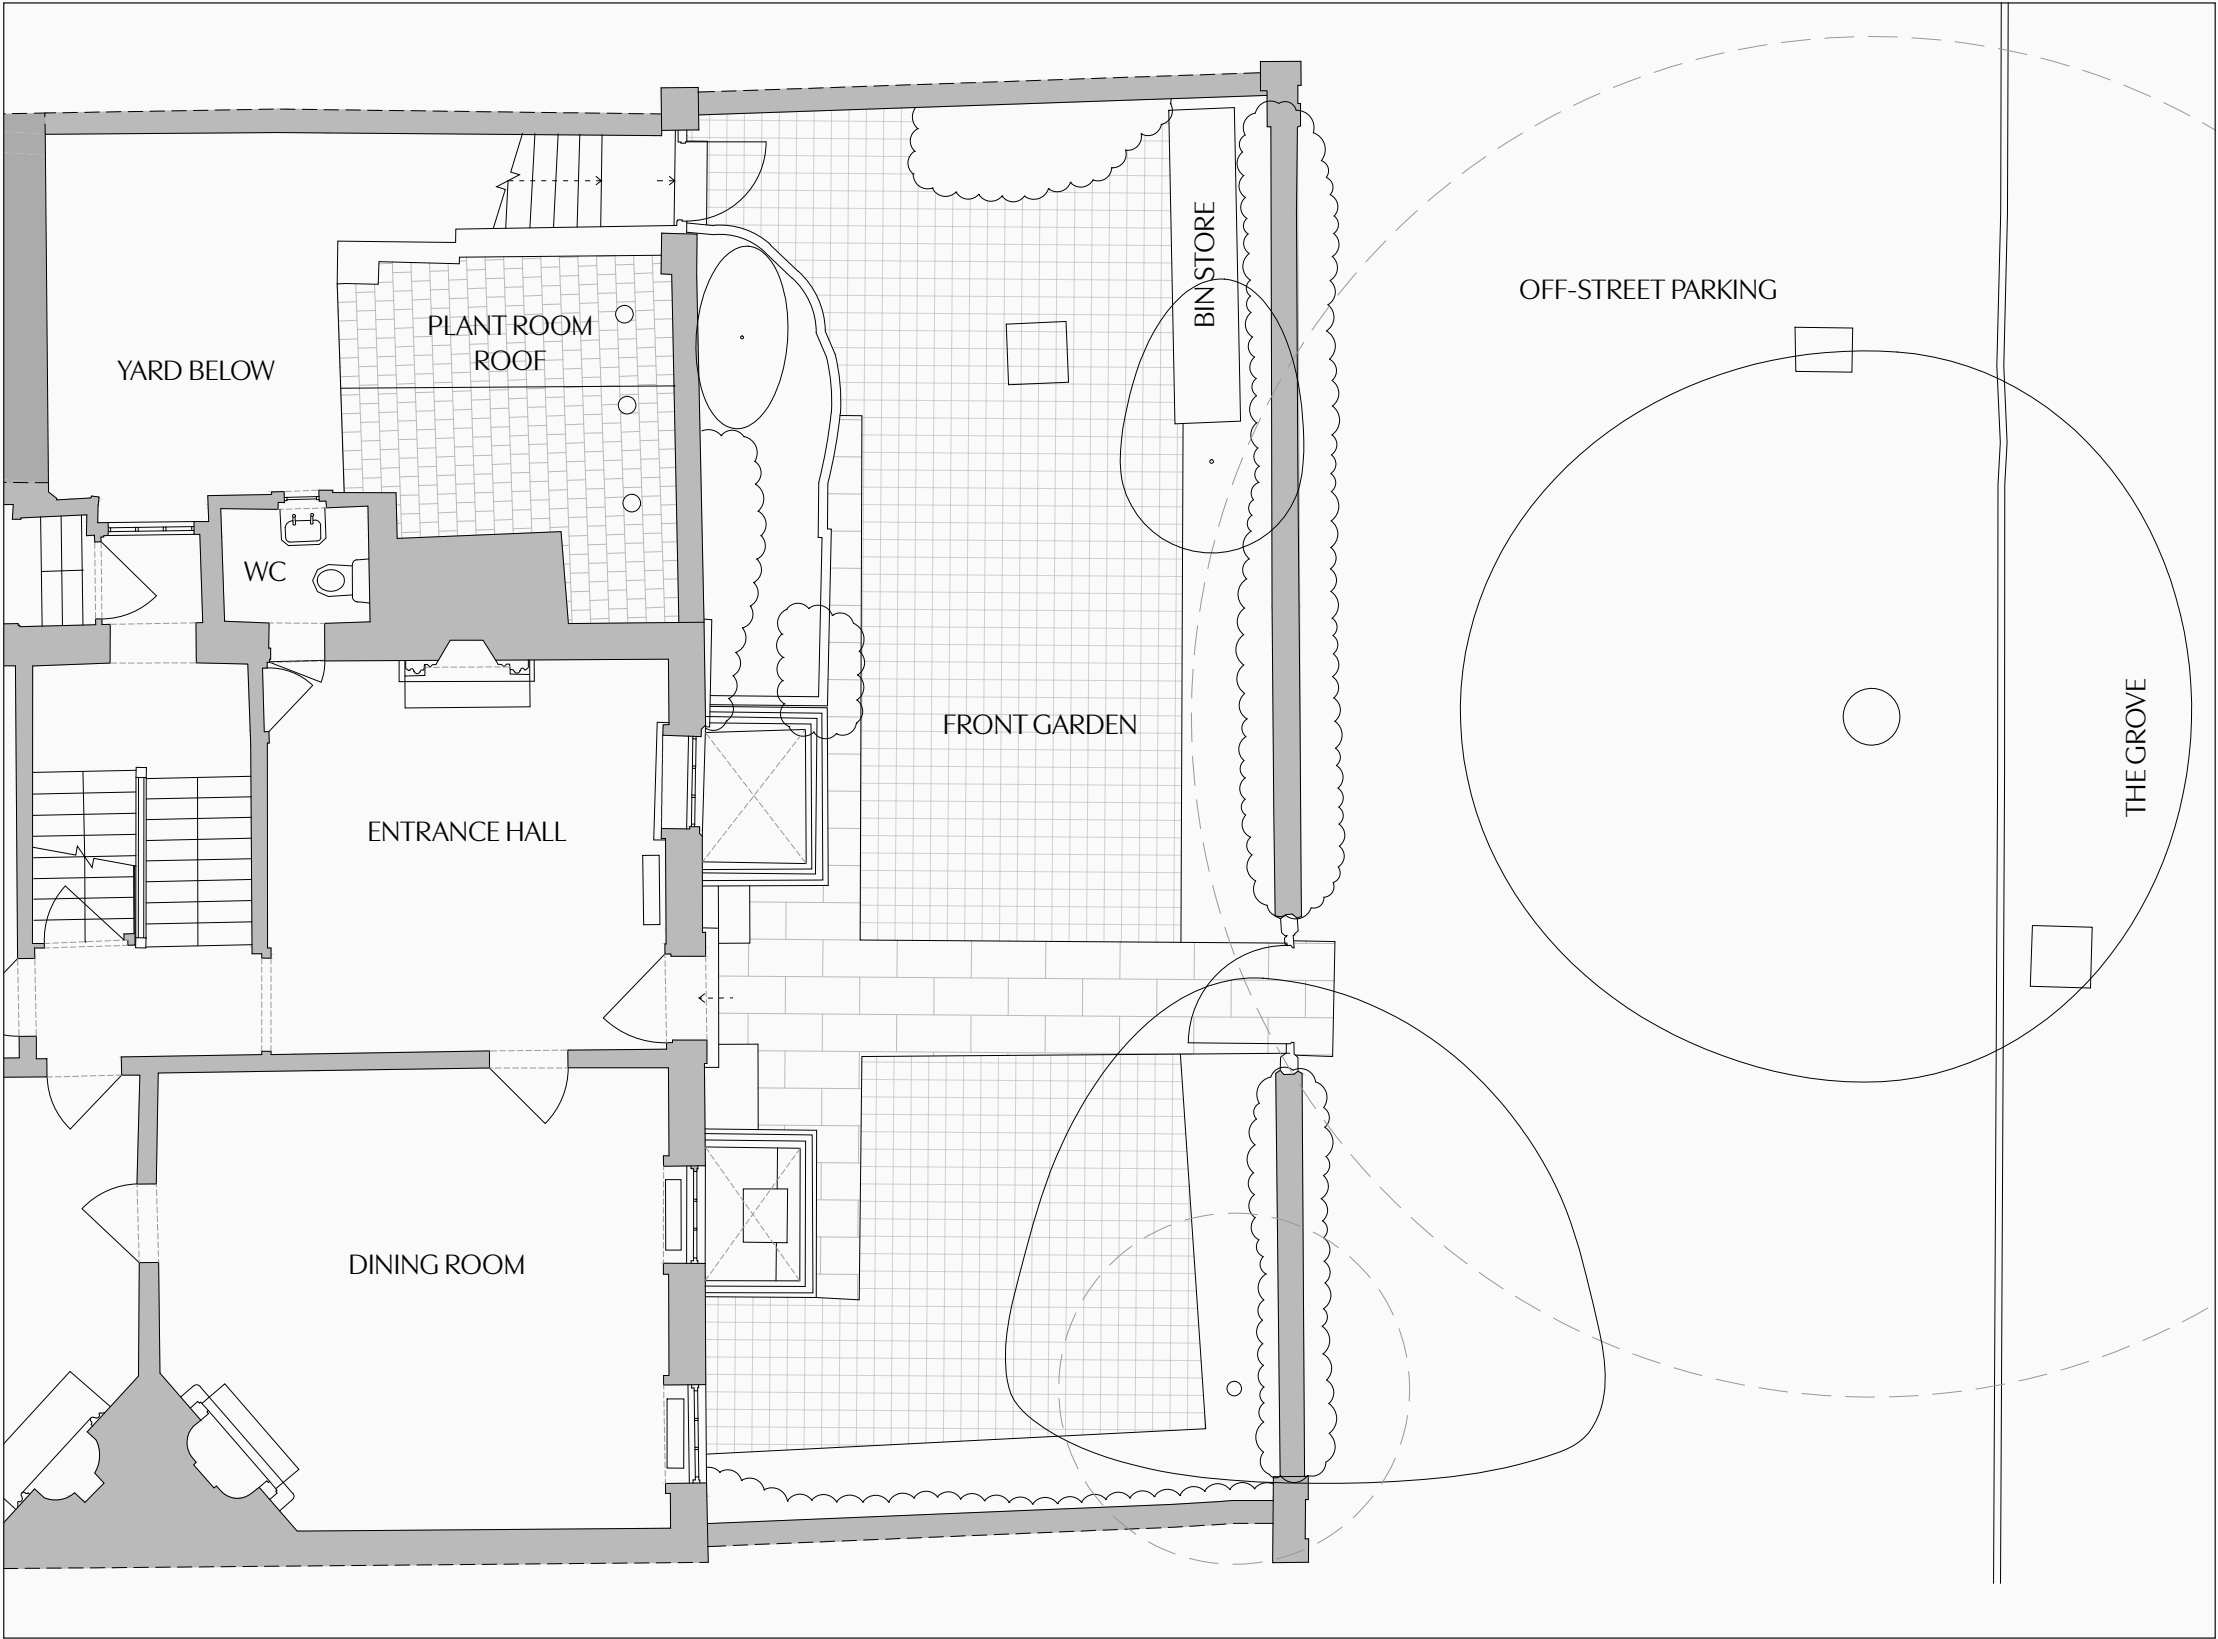 OFF-STREET PARKING
BINSTORE
PLANT ROOM
ROOF
YARD BELOW
WC
FRONT GARDEN
THE GROVE
ENTRANCE HALL
DINING ROOM